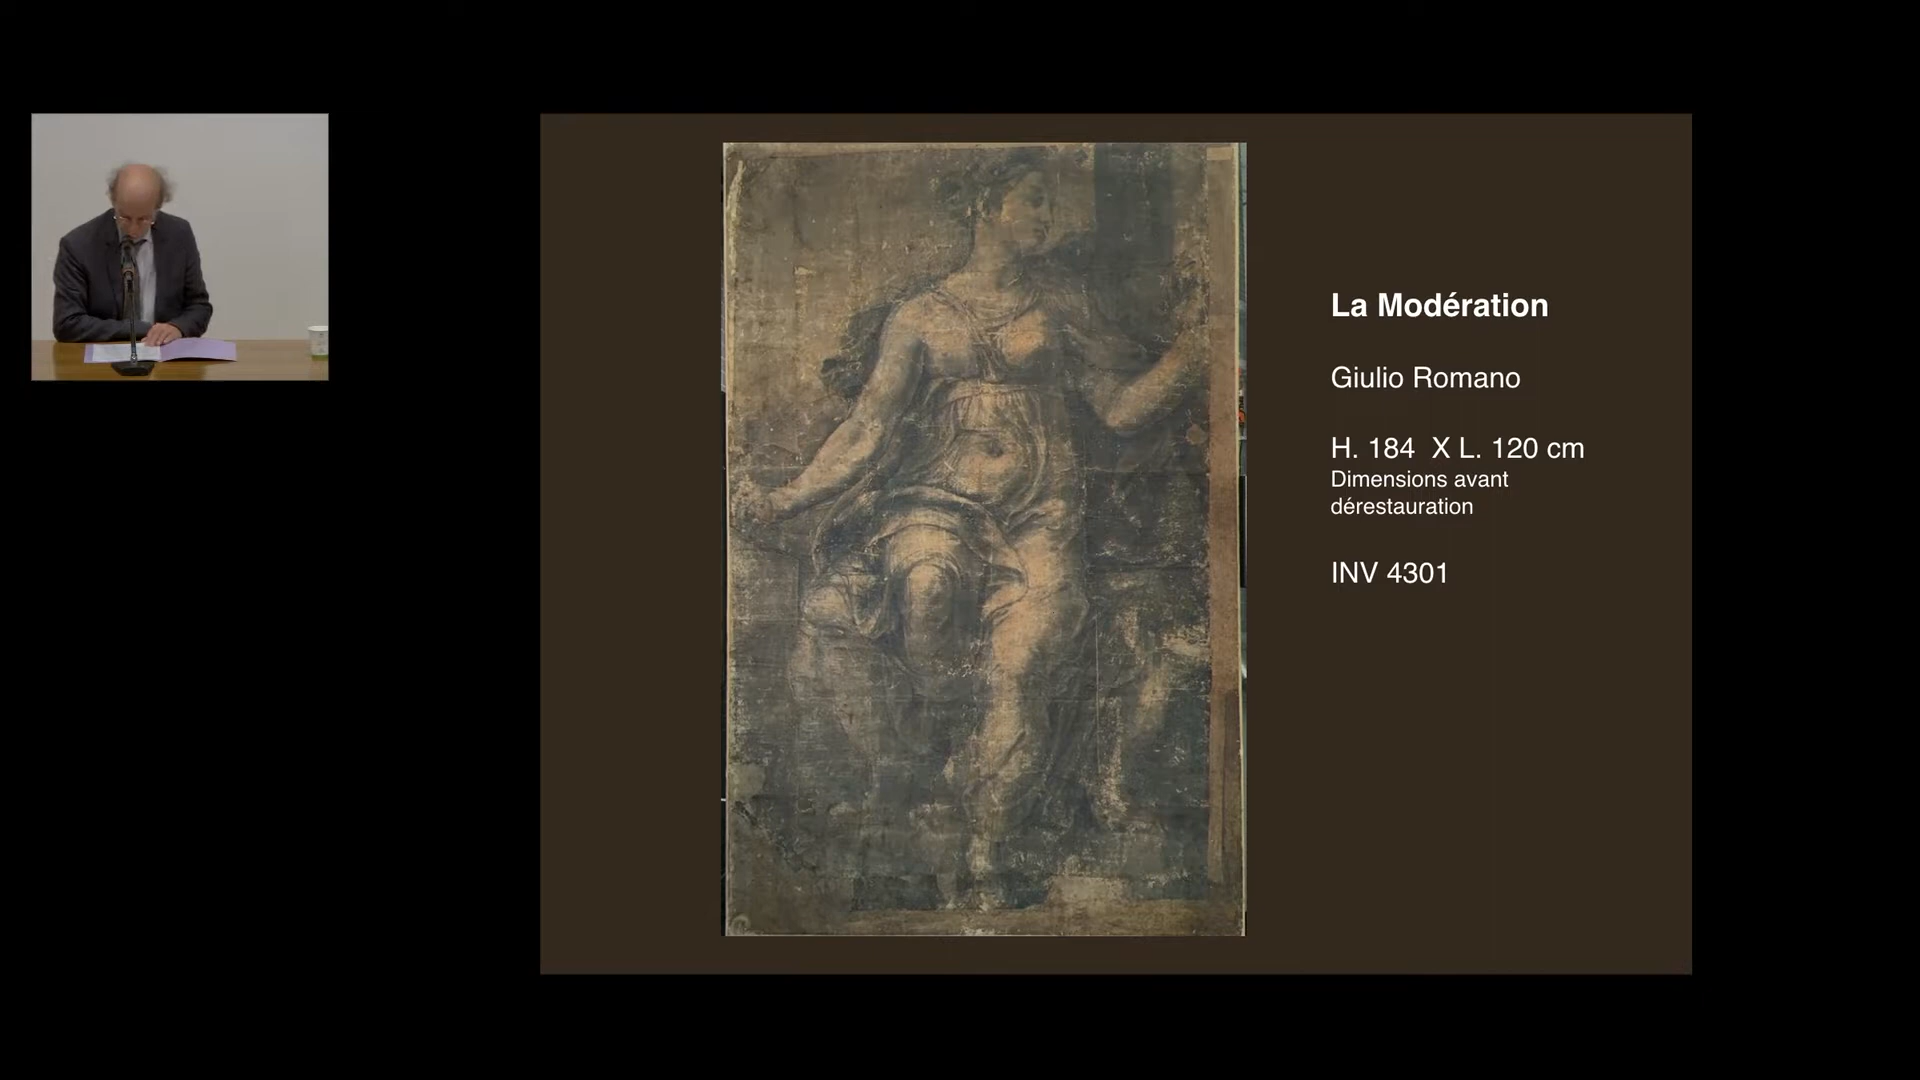 La Modération
Giulio Romano
H. 184 X L. 120 cm
Dimensions avant
dérestauration
INV 4301